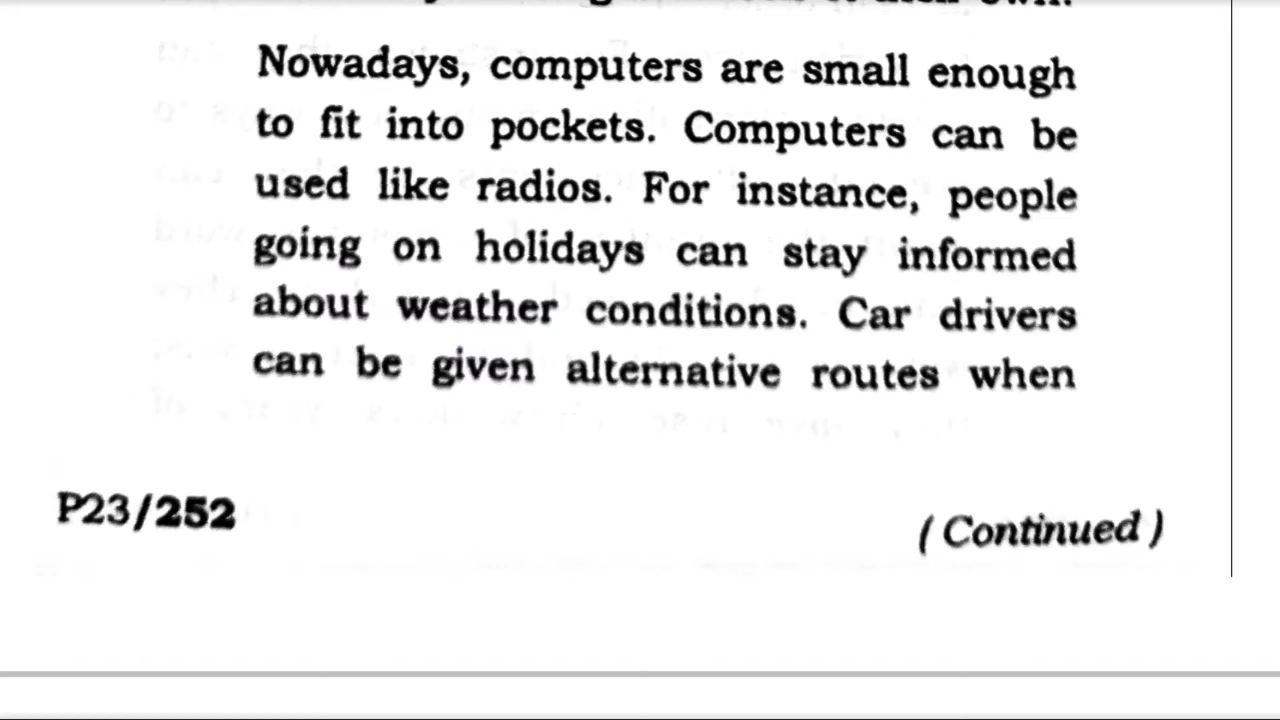 own.
Nowadays, computers are small enough
to fit into pockets. Computers can be
used like radios. For instance, people
going on holidays can stay informed
about weather conditions. Car drivers
can be given alternative routes when
P23/252
( Continued )